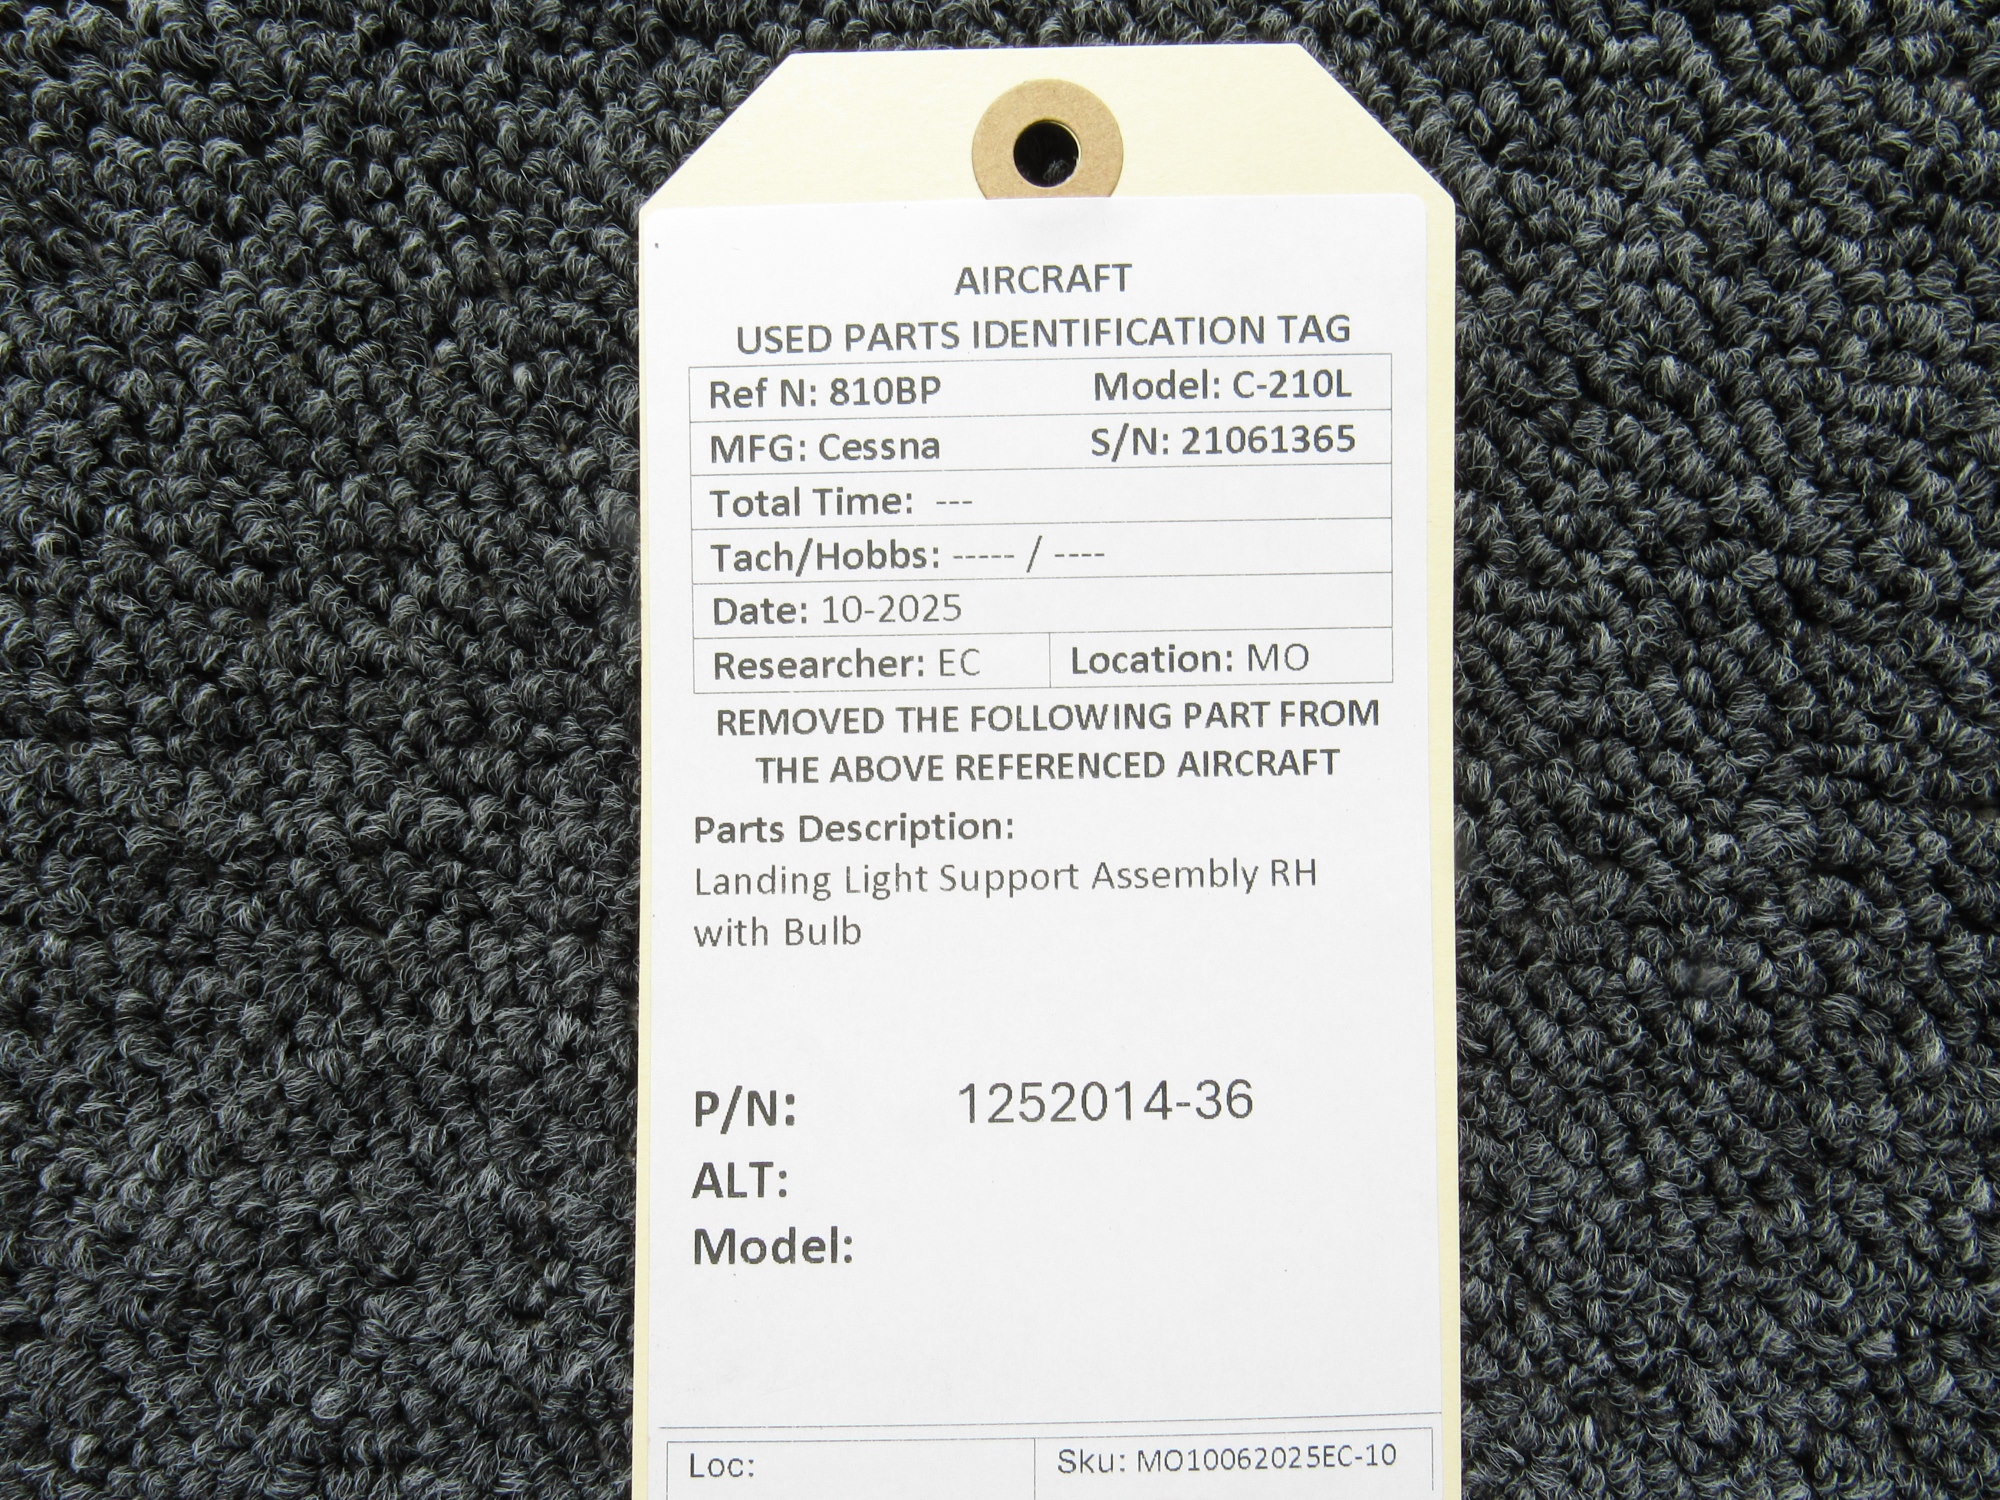 AIRCRAFT
USED PARTS IDENTIFICATION TAG
Ref N: 810BP Model: C-210L
MFG: Cessna S/N: 21061365
Total Time: ---
Tach/Hobbs: ----- / ----
Date: 10-2025
Researcher: EC Location: MO
REMOVED THE FOLLOWING PART FROM
THE ABOVE REFERENCED AIRCRAFT
Parts Description:
Landing Light Support Assembly RH
with Bulb
P/N: 1252014-36
ALT:
Model:
Loc: Sku: MO10062025EC-10